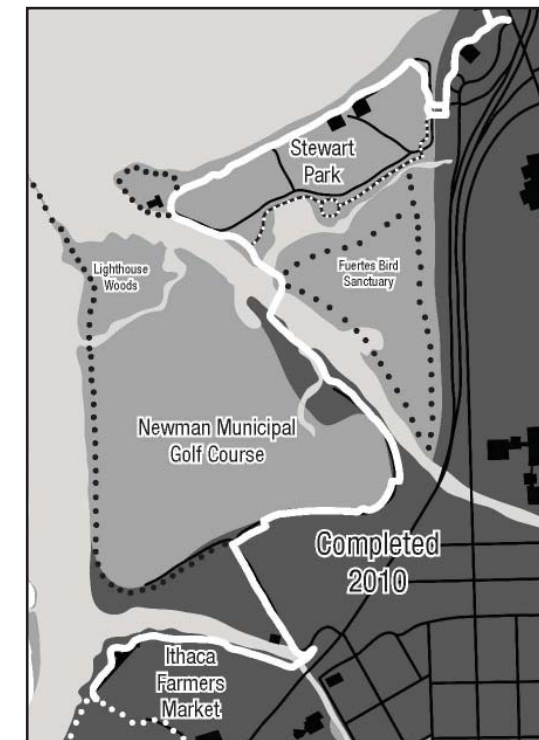 Stewart
Park
Lighthouse
Woods
Fuertes Bird
Sanctuary
Newman Municipal
Golf Course
Completed
2010
Ithaca
Farmers
Market